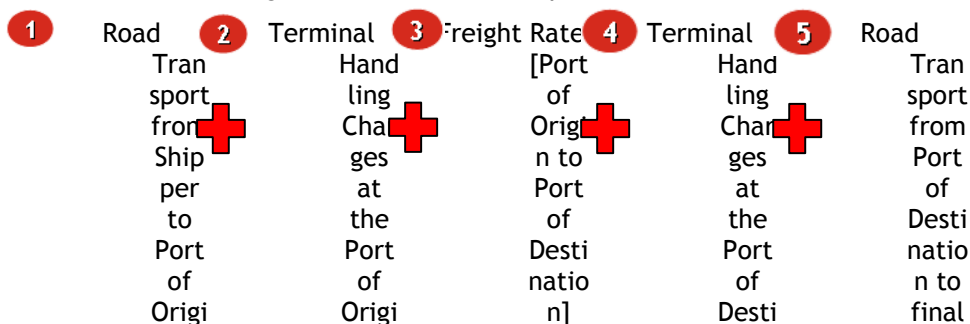 1
Road
Tran
sport
from
Ship
per
to
Port
of
Origi
2
Terminal
Hand
ling
Char
ges
at
the
Port
of
Origi
3
Freight Rate
[Port
of
Origi
n to
Port
of
Desti
natio
n]
4
Terminal
Hand
ling
Char
ges
at
the
Port
of
Desti
5
Road
Tran
sport
from
Port
of
Desti
natio
n to
final